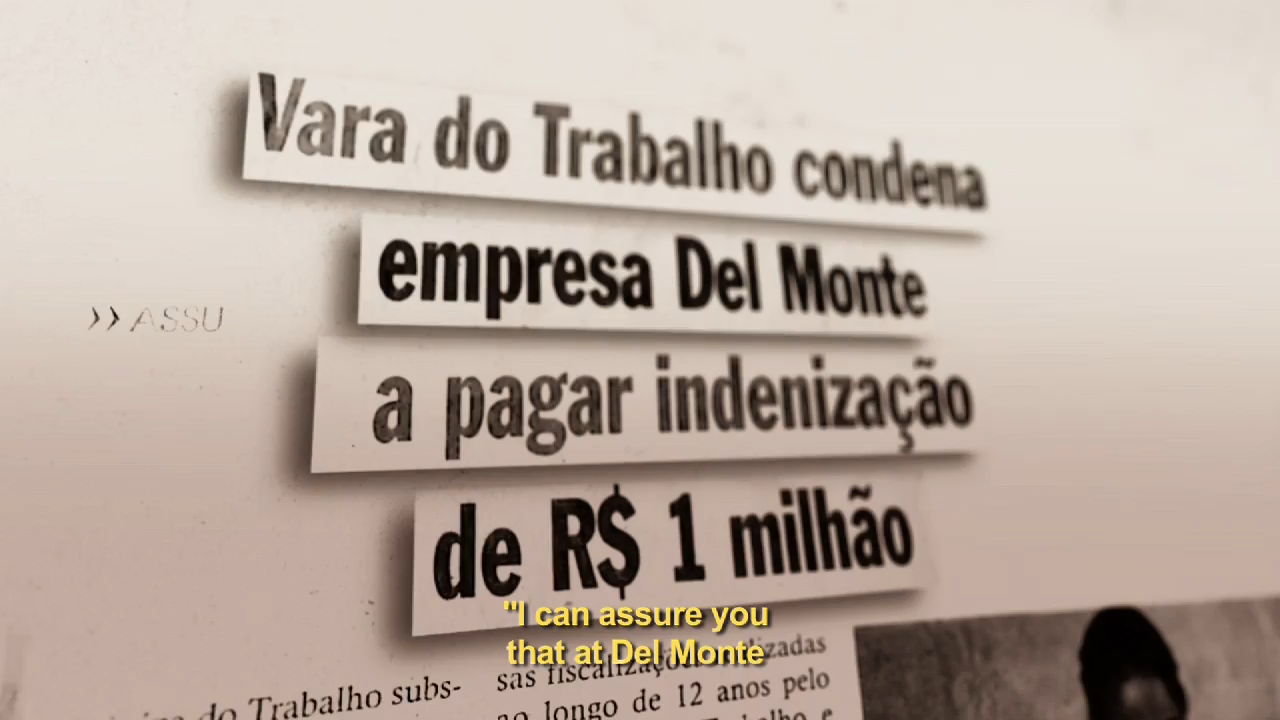 Vara do Trabalho condena
empresa Del Monte
>> ASSU
a pagar indenização
de R$ 1 milhão
"I can assure you
that at Del Monte
do Trabalho subs-
sas fiscalizações
ao longo de 12 anos pelo